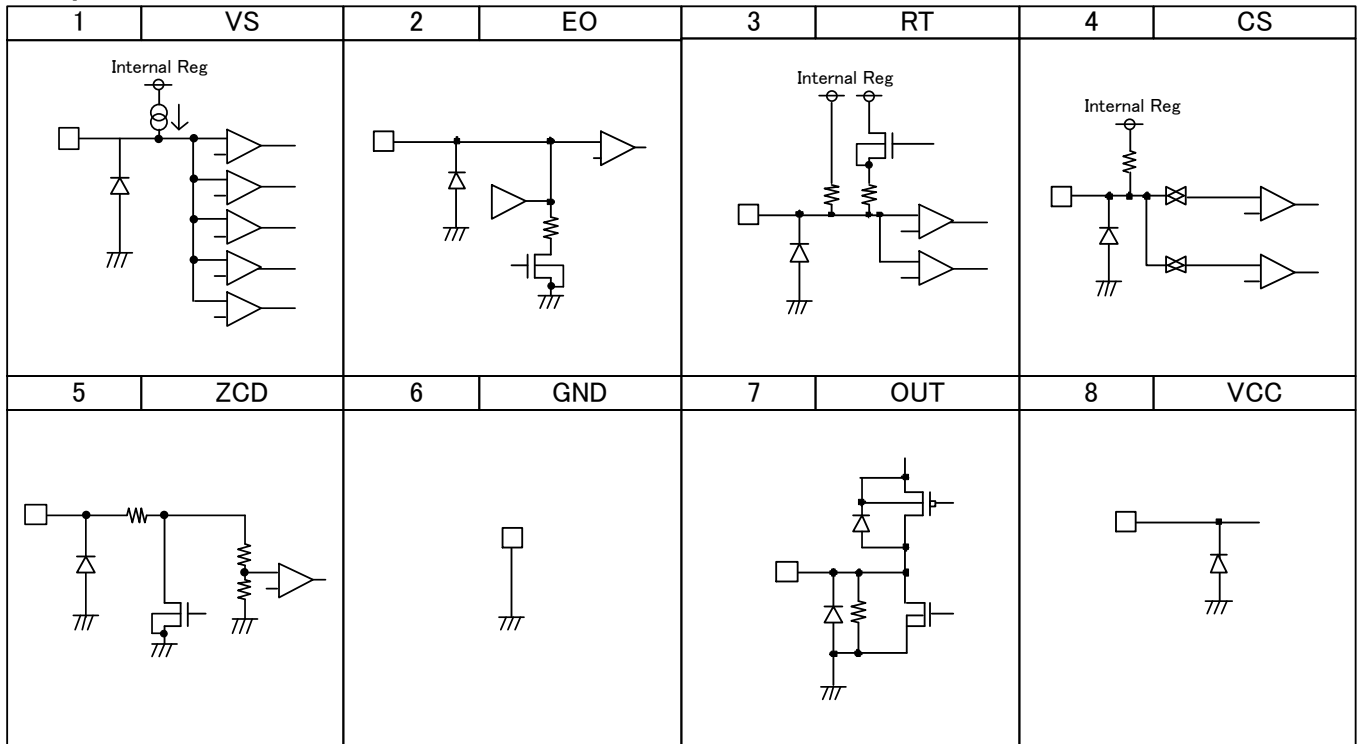 1 VS 2 EO 3 RT 4 CS
Internal Reg
Internal Reg
Internal Reg
5 ZCD 6 GND 7 OUT 8 VCC